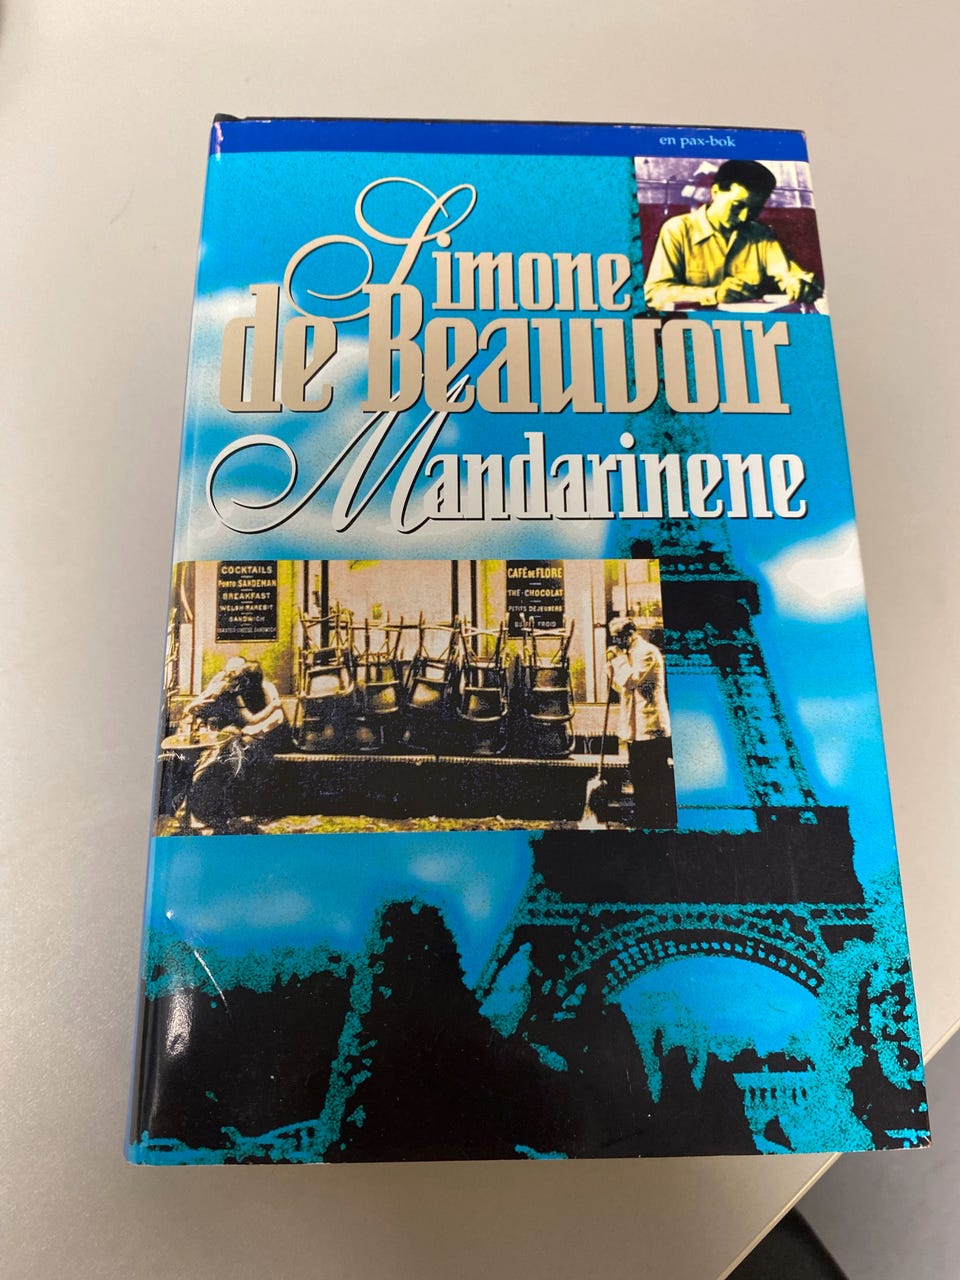 en pax-bok
Simone
de Beauvoir
Mandarinene
COCKTAILS
PORTO SANDEMAN
BREAKFAST
WELSH RAREBIT
SANDWICH
CAFÉ DE FLORE
THÉ - CHOCOLAT
PETITS DEJEUNERS
BUFFET FROID